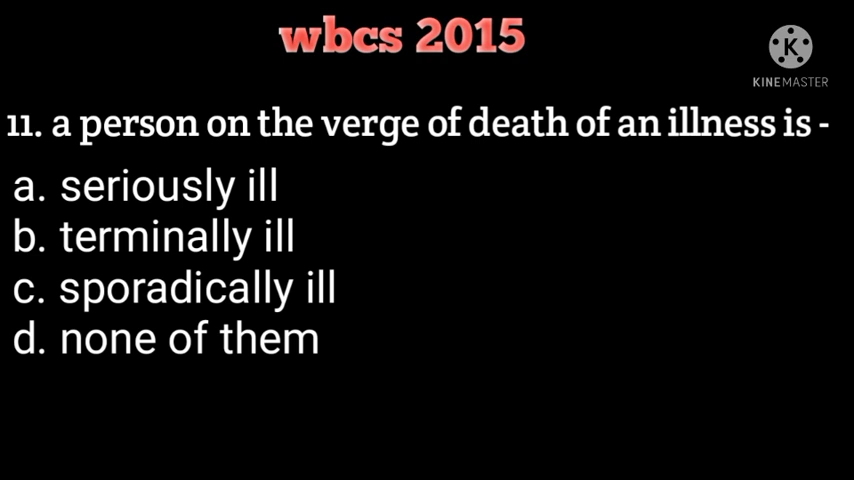 wbcs 2015
K
KINEMASTER
11. a person on the verge of death of an illness is -
a. seriously ill
b. terminally ill
c. sporadically ill
d. none of them